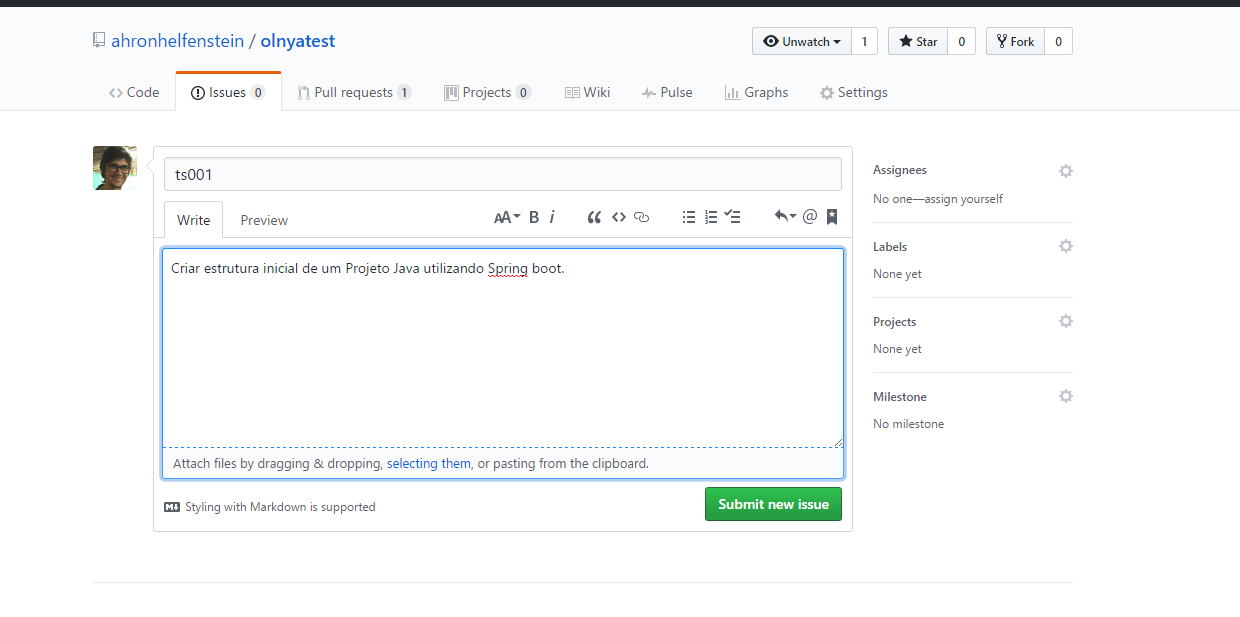 ahronhelfenstein / olnyatest
Unwatch 1 Star 0 Fork 0
Code Issues 0 Pull requests 1 Projects 0 Wiki Pulse Graphs Settings
ts001
Write Preview AA B i @
Criar estrutura inicial de um Projeto Java utilizando Spring boot.
Attach files by dragging & dropping, selecting them, or pasting from the clipboard.
Styling with Markdown is supported
Submit new issue
Assignees
No one—assign yourself
Labels
None yet
Projects
None yet
Milestone
No milestone